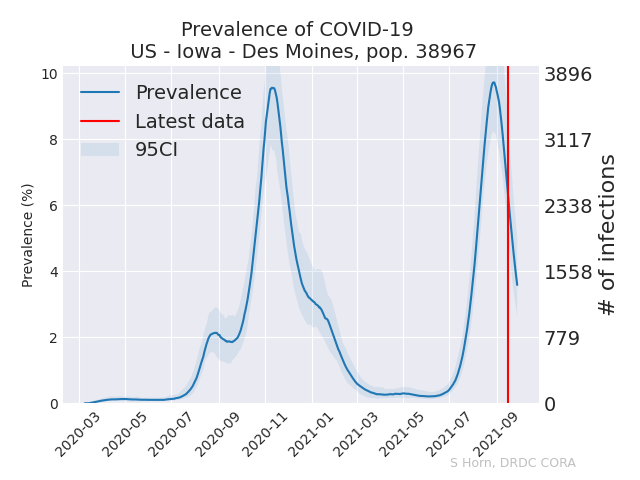 Prevalence of COVID-19
US - Iowa - Des Moines, pop. 38967
Prevalence
Latest data
95CI
Prevalence (%)
10
8
6
4
2
0
3896
3117
2338
1558
779
0
# of infections
2020-03
2020-05
2020-07
2020-09
2020-11
2021-01
2021-03
2021-05
2021-07
2021-09
S Horn, DRDC CORA